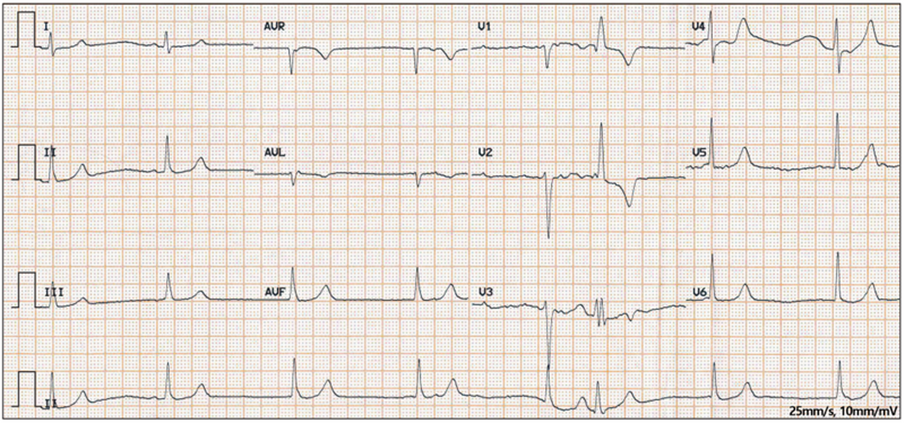 I AVR V1 V4
II AVL V2 V5
III AVF V3 V6
II
25mm/s, 10mm/mV